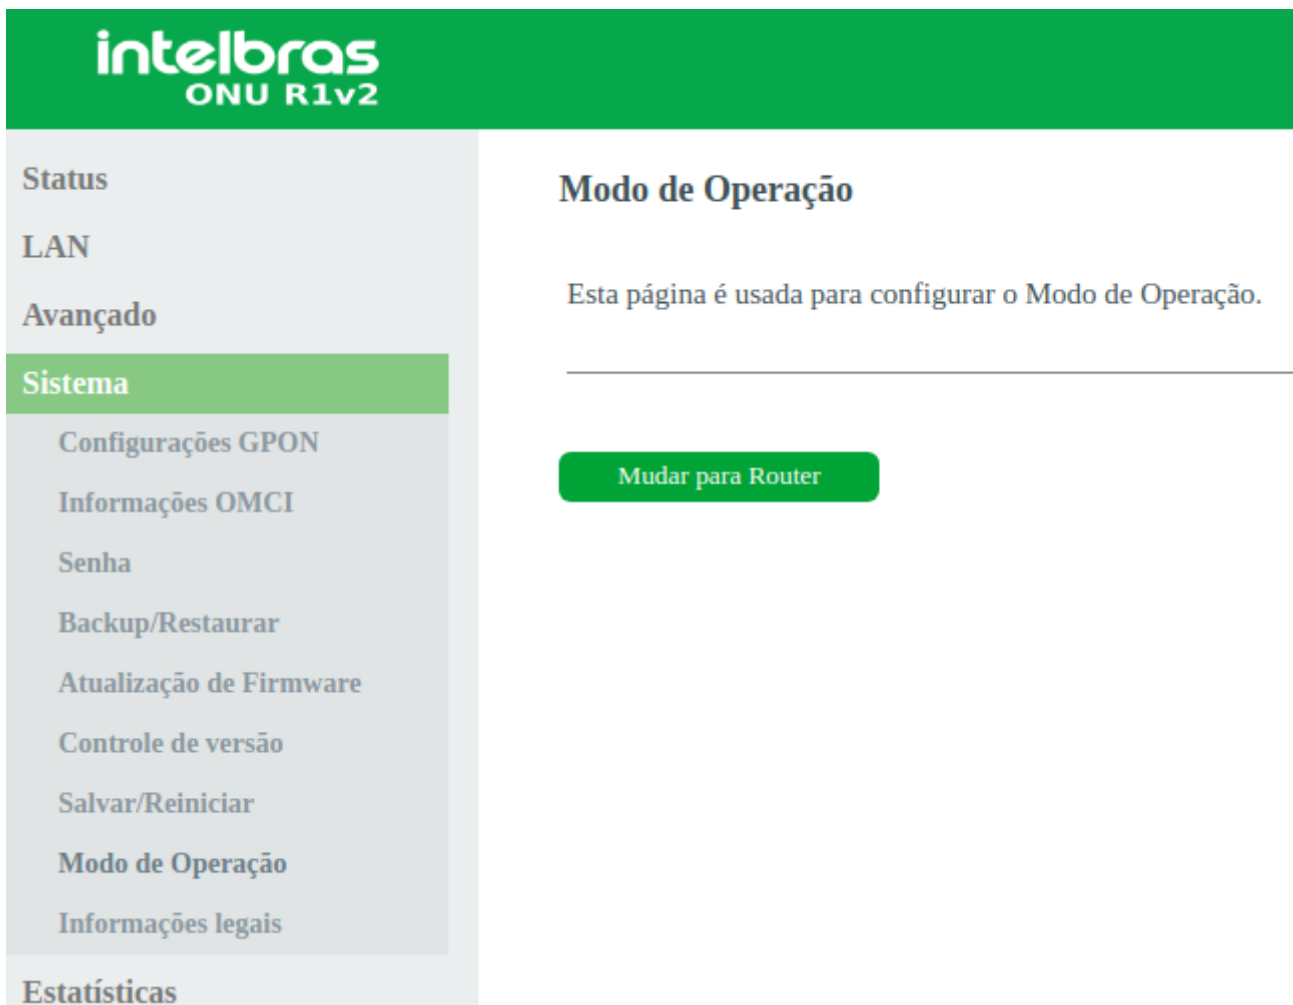 intelbras
ONU R1v2
Status
LAN
Avançado
Sistema
Configurações GPON
Informações OMCI
Senha
Backup/Restaurar
Atualização de Firmware
Controle de versão
Salvar/Reiniciar
Modo de Operação
Informações legais
Estatísticas
Modo de Operação
Esta página é usada para configurar o Modo de Operação.
Mudar para Router